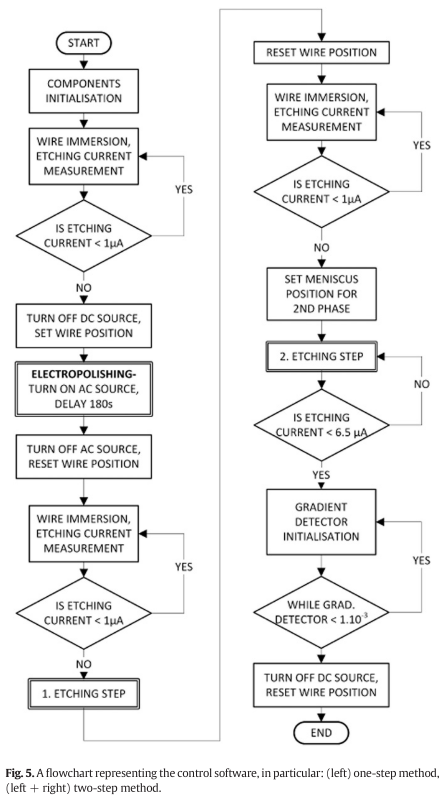 START
COMPONENTS
INITIALISATION
WIRE IMMERSION,
ETCHING CURRENT
MEASUREMENT
YES
IS ETCHING
CURRENT < 1µA
NO
TURN OFF DC SOURCE,
SET WIRE POSITION
ELECTROPOLISHING-
TURN ON AC SOURCE,
DELAY 180s
TURN OFF AC SOURCE,
RESET WIRE POSITION
WIRE IMMERSION,
ETCHING CURRENT
MEASUREMENT
YES
IS ETCHING
CURRENT < 1µA
NO
1. ETCHING STEP
RESET WIRE POSITION
WIRE IMMERSION,
ETCHING CURRENT
MEASUREMENT
YES
IS ETCHING
CURRENT < 1µA
NO
SET MENISCUS
POSITION FOR
2ND PHASE
2. ETCHING STEP
NO
IS ETCHING
CURRENT < 6.5 µA
YES
GRADIENT
DETECTOR
INITIALISATION
YES
WHILE GRAD.
DETECTOR < 1.10⁻³
TURN OFF DC SOURCE,
RESET WIRE POSITION
END
Fig. 5. A flowchart representing the control software, in particular: (left) one-step method,
(left + right) two-step method.